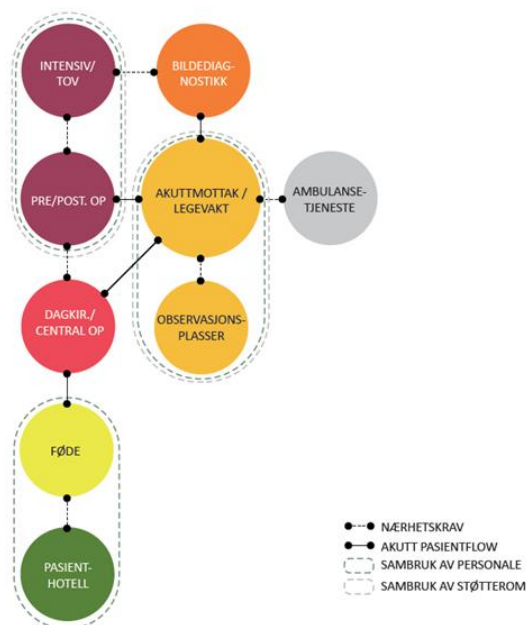 INTENSIV/
TOV
BILDEDIAG-
NOSTIKK
PRE/POST. OP
AKUTTMOTTAK /
LEGEVAKT
AMBULANSE-
TJENESTE
DAGKIR./
CENTRAL OP
OBSERVASJONS-
PLASSER
FØDE
PASIENT-
HOTELL
NÆRHETSKRAV
AKUTT PASIENTFLOW
SAMBRUK AV PERSONALE
SAMBRUK AV STØTTEROM